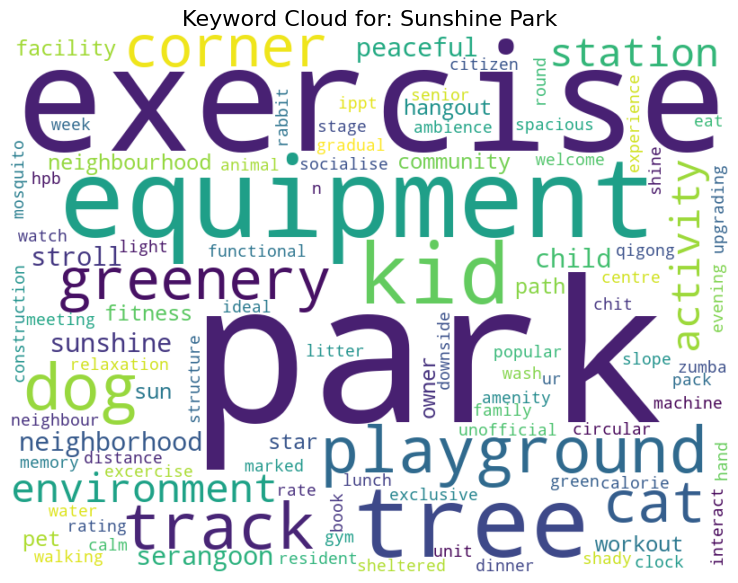 Keyword Cloud for: Sunshine Park
facility corner peaceful station
citizen
exercise
week ippt senior hangout round experience eat
stage ambience spacious
rabbit gradual
mosquito neighbourhood animal socialise community welcome shine
hpb n
equipment activity upgrading
watch stroll light functional kid child qigong
greenery path centre evening
construction meeting fitness ideal chit
park
sunshine relaxation structure litter owner downside popular slope zumba
dog sun wash ur pack
amenity machine
neighbour family
unofficial circular
neighborhood star playground
memory distance
excercise marked
environment rate lunch exclusive tree green calorie hand
water book cat
rating track gym unit workout interact
pet calm
walking serangoon resident sheltered dinner shady clock